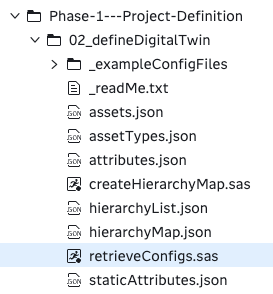 Phase-1---Project-Definition
02_defineDigitalTwin
_exampleConfigFiles
_readMe.txt
assets.json
assetTypes.json
attributes.json
createHierarchyMap.sas
hierarchyList.json
hierarchyMap.json
retrieveConfigs.sas
staticAttributes.json